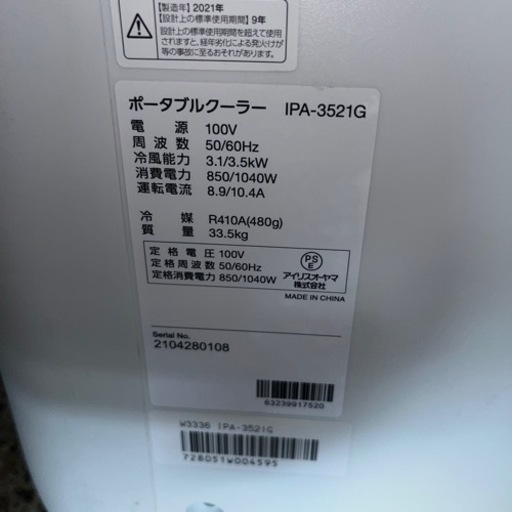 【製造年】2021年
【設計上の標準使用期間】9年
設計上の標準使用期間を超えて使用
されますと、経年劣化による発火けが
等の事故に至るおそれがあります
ポータブルクーラー IPA-3521G
電源 100V
周波数 50/60Hz
冷風能力 3.1/3.5kW
消費電力 850/1040W
運転電流 8.9/10.4A
冷媒 R410A(480g)
質量 33.5kg
定格電圧 100V
定格周波数 50/60Hz
定格消費電力 850/1040W
PSE
アイリスオーヤマ
株式会社
MADE IN CHINA
Serial No.
2104280108
63239917520
W3336 IPA-3521G
728051W004595